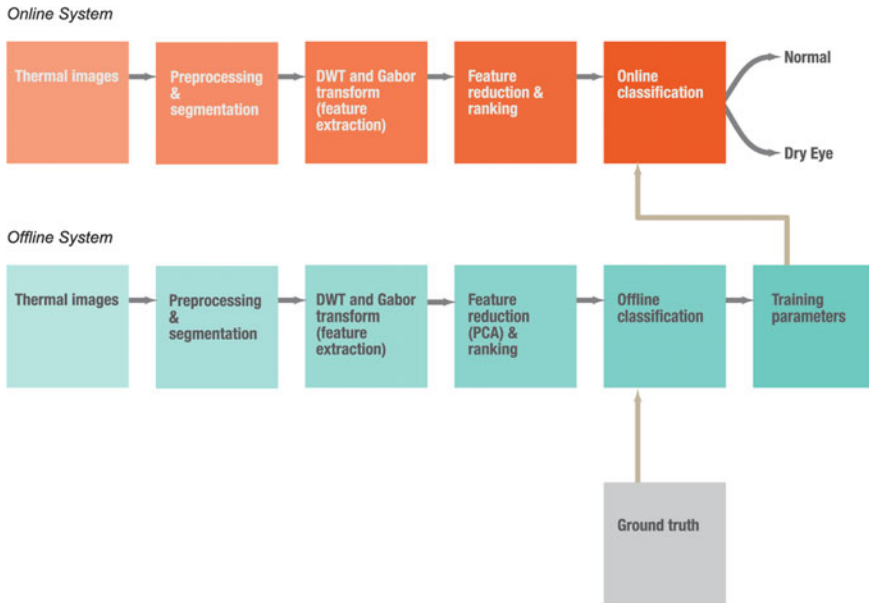 Online System
Thermal images
Preprocessing
&
segmentation
DWT and Gabor
transform
(feature
extraction)
Feature
reduction &
ranking
Online
classification
Normal
Dry Eye
Offline System
Thermal images
Preprocessing
&
segmentation
DWT and Gabor
transform
(feature
extraction)
Feature
reduction
(PCA) &
ranking
Offline
classification
Training
parameters
Ground truth